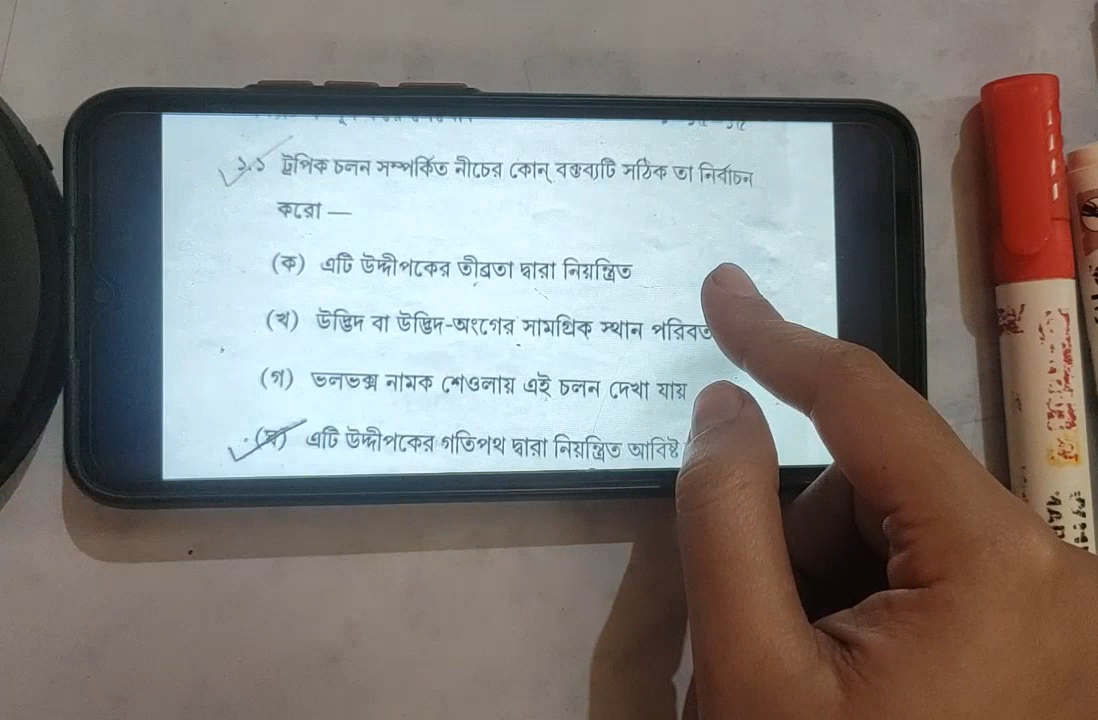 ১.১ ট্রপিক চলন সম্পর্কিত নীচের কোন্ বক্তব্যটি সঠিক তা নির্বাচন
করো —
(ক) এটি উদ্দীপকের তীব্রতা দ্বারা নিয়ন্ত্রিত
(খ) উদ্ভিদ বা উদ্ভিদ-অংশের সামগ্রিক স্থান
(গ) ভলভক্স নামক শেওলায় এই চলন দেখা যায়
(ঘ) এটি উদ্দীপকের গতিপথ দ্বারা নিয়ন্ত্রিত আবিষ্ট